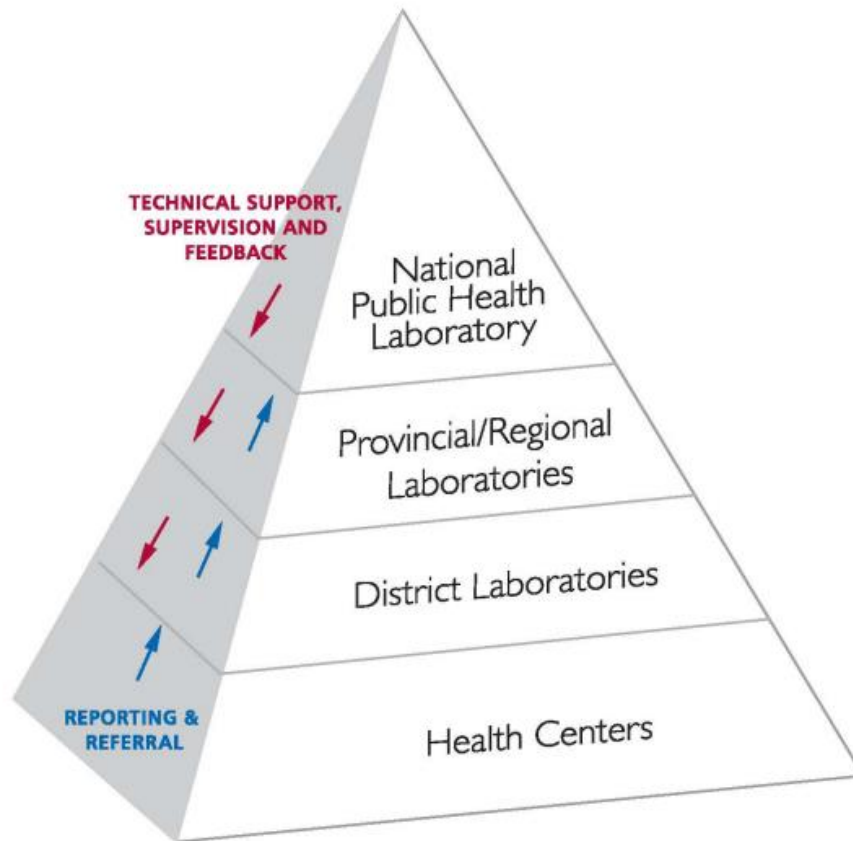 TECHNICAL SUPPORT,
SUPERVISION AND
FEEDBACK
National
Public Health
Laboratory
Provincial/Regional
Laboratories
District Laboratories
REPORTING &
REFERRAL
Health Centers